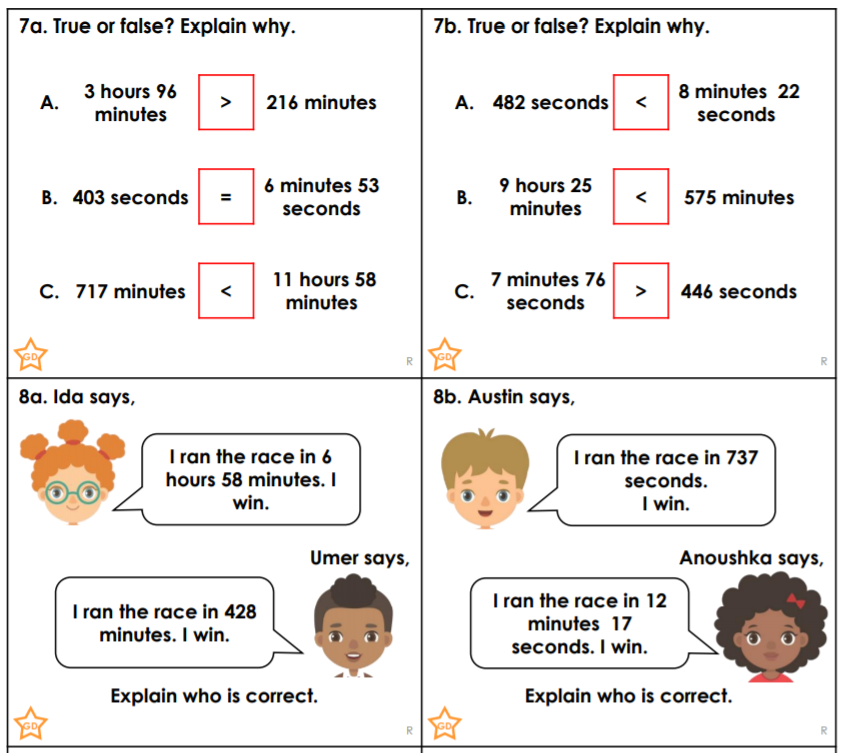 7a. True or false? Explain why.
A. 3 hours 96 minutes > 216 minutes
B. 403 seconds = 6 minutes 53 seconds
C. 717 minutes < 11 hours 58 minutes
GD
R
7b. True or false? Explain why.
A. 482 seconds < 8 minutes 22 seconds
B. 9 hours 25 minutes < 575 minutes
C. 7 minutes 76 seconds > 446 seconds
GD
R
8a. Ida says,
I ran the race in 6
hours 58 minutes. I
win.
Umer says,
I ran the race in 428
minutes. I win.
Explain who is correct.
GD
R
8b. Austin says,
I ran the race in 737
seconds.
I win.
Anoushka says,
I ran the race in 12
minutes 17
seconds. I win.
Explain who is correct.
GD
R